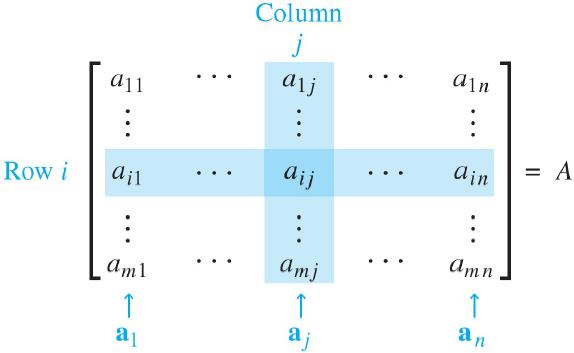 Column
j
a11 ··· a1j ··· a1n
⋮ ⋮ ⋮
Row i ai1 ··· aij ··· ain = A
⋮ ⋮ ⋮
am1 ··· amj ··· amn
↑ ↑ ↑
a1 aj an